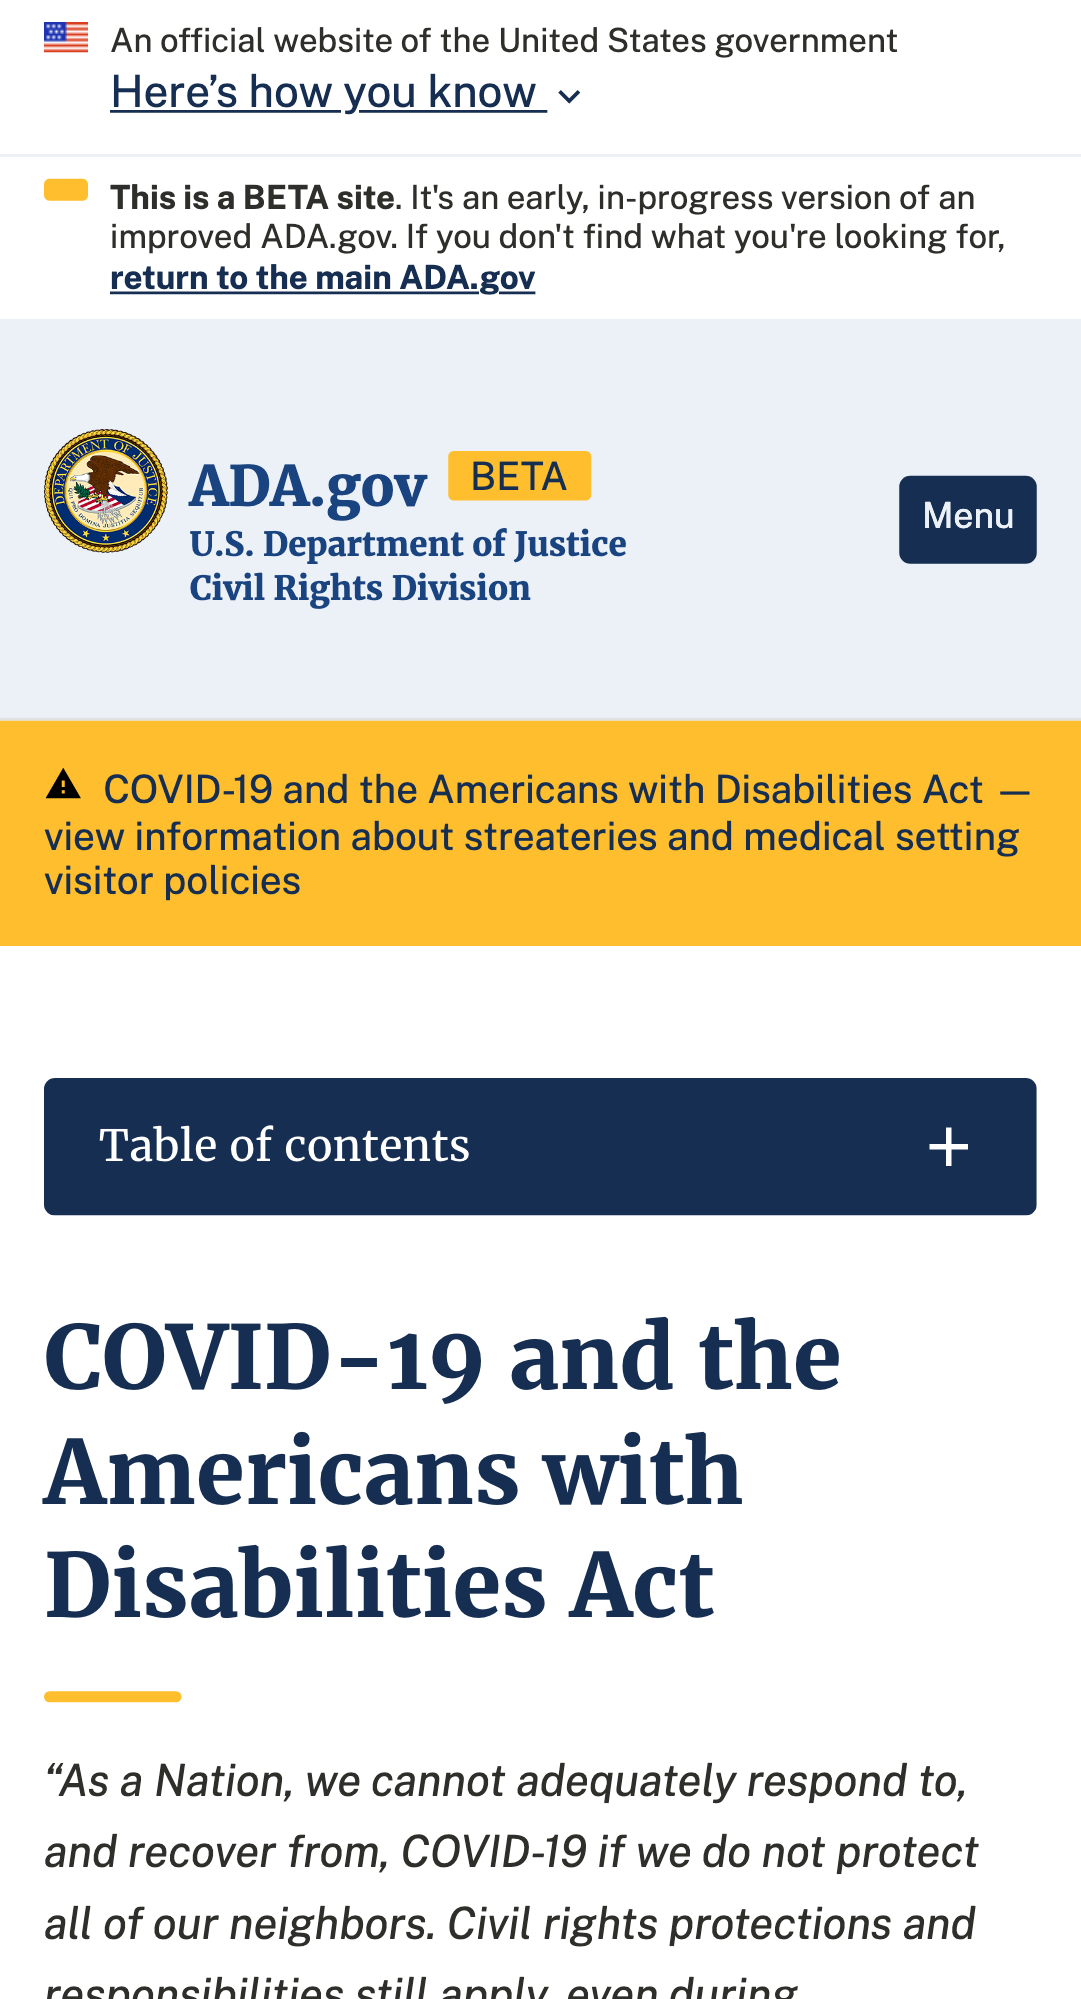 An official website of the United States government
Here’s how you know
This is a BETA site. It's an early, in-progress version of an
improved ADA.gov. If you don't find what you're looking for,
return to the main ADA.gov
DEPARTMENT OF JUSTICE
ADA.gov BETA
U.S. Department of Justice
Civil Rights Division
Menu
COVID-19 and the Americans with Disabilities Act —
view information about streateries and medical setting
visitor policies
Table of contents
COVID-19 and the
Americans with
Disabilities Act
“As a Nation, we cannot adequately respond to,
and recover from, COVID-19 if we do not protect
all of our neighbors. Civil rights protections and
responsibilities still apply, even during